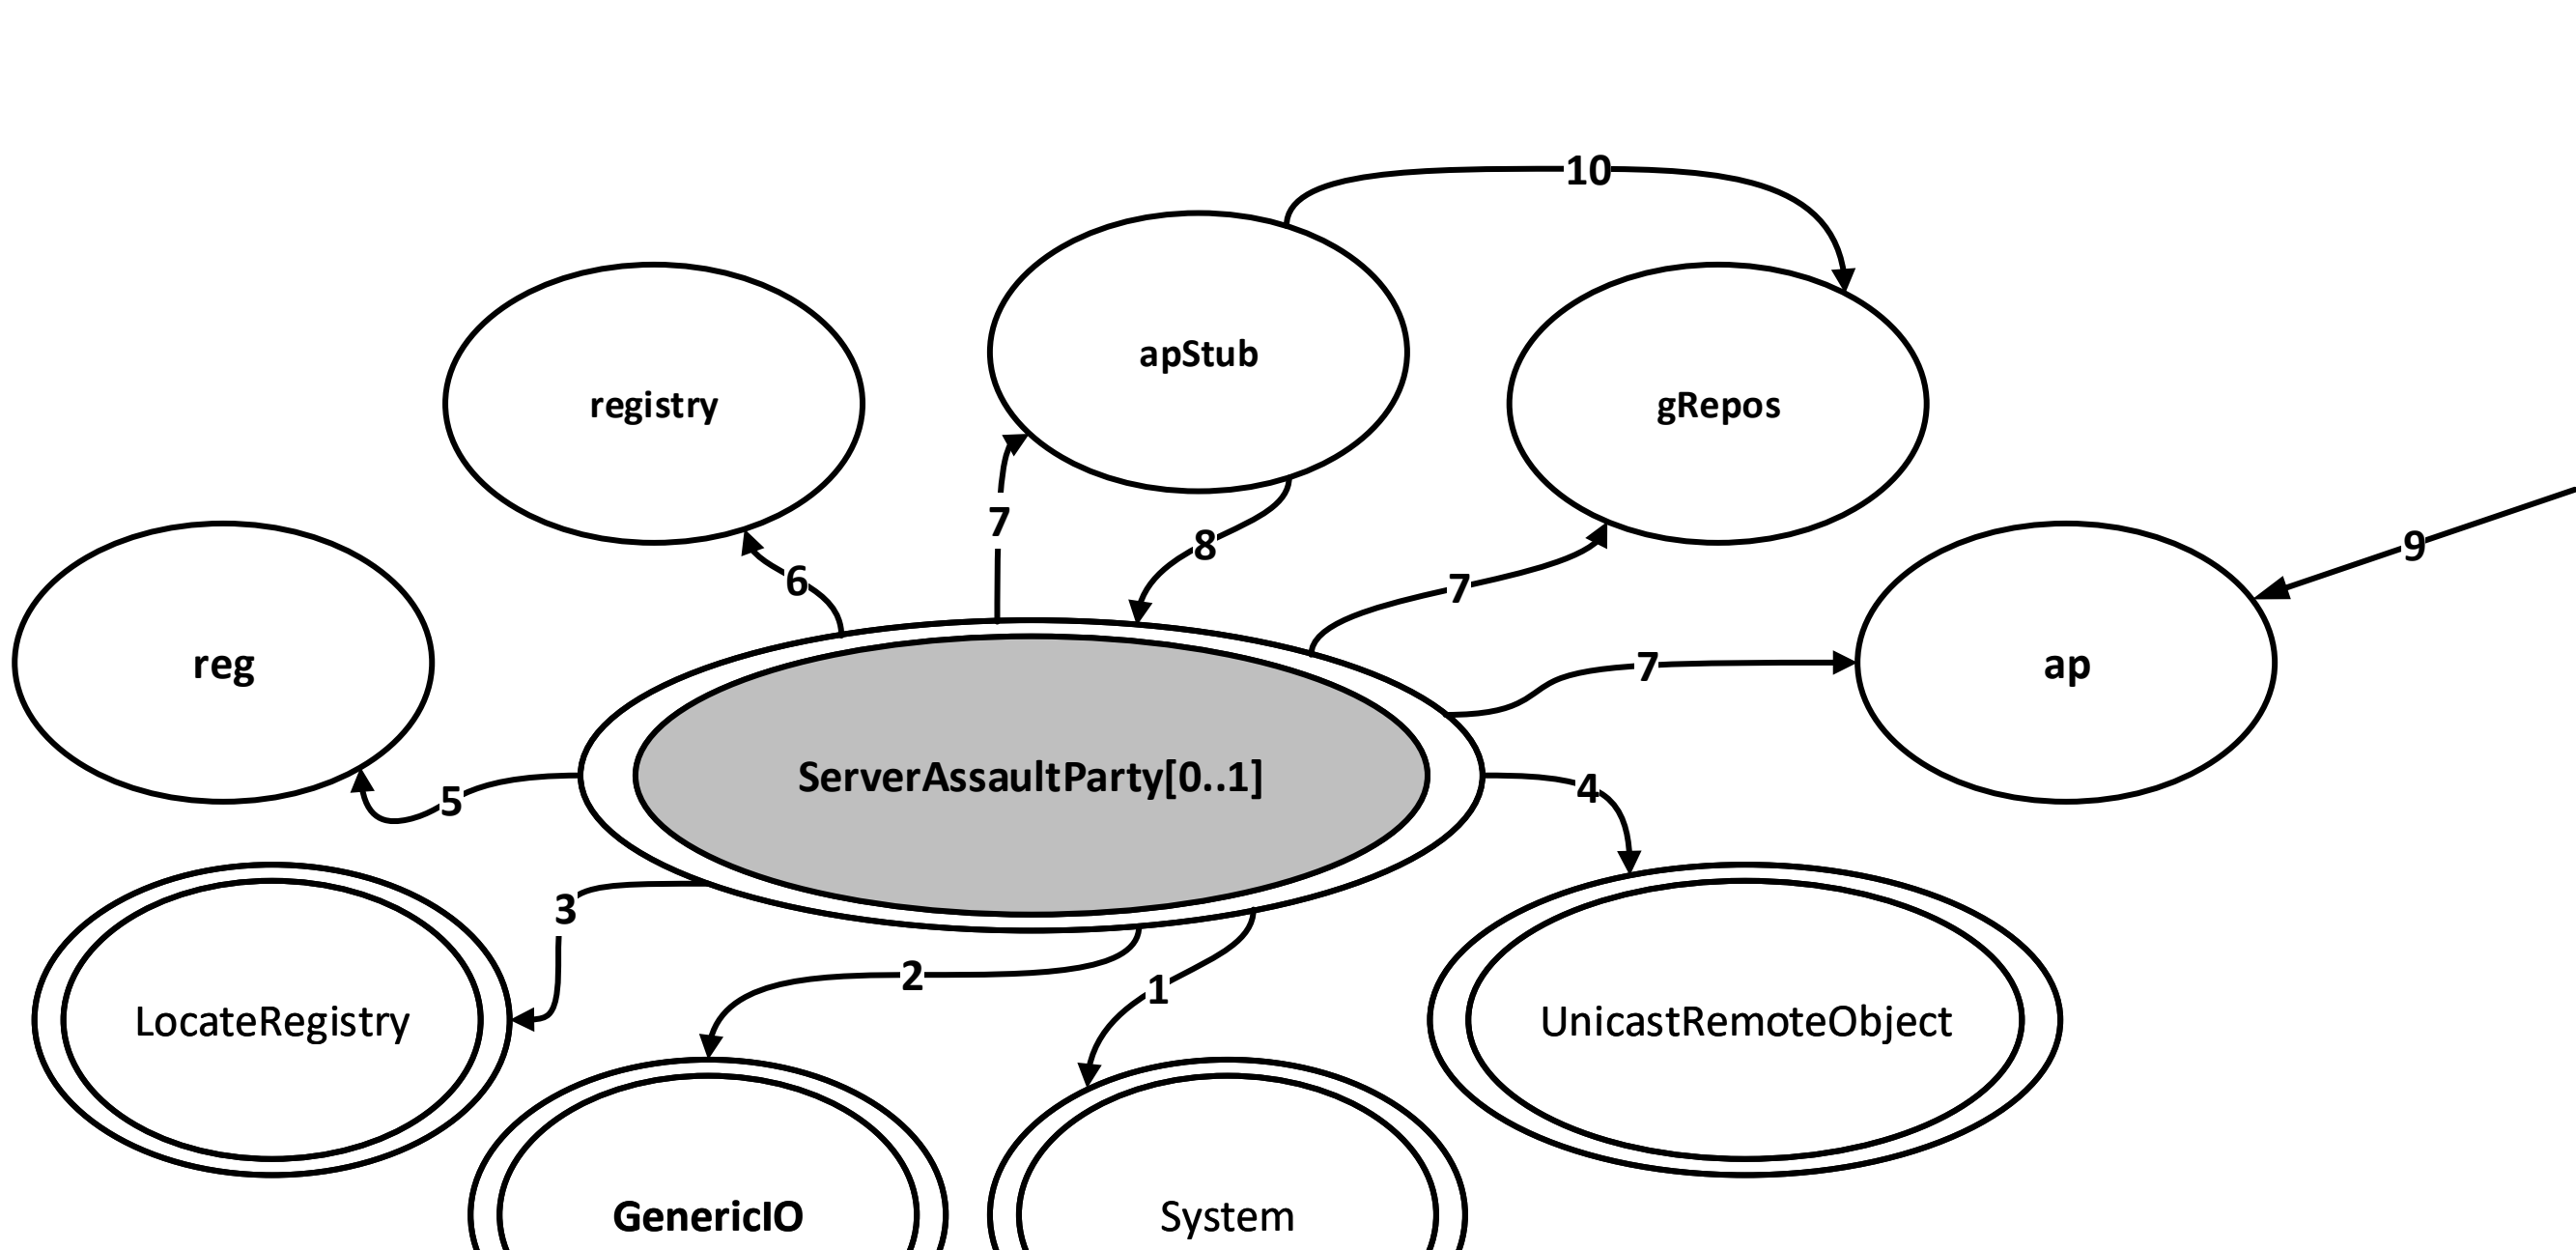 10
apStub
registry
gRepos
7
8
9
6
7
reg
7
ap
ServerAssaultParty[0..1]
5
4
3
2
1
LocateRegistry
UnicastRemoteObject
GenericIO
System